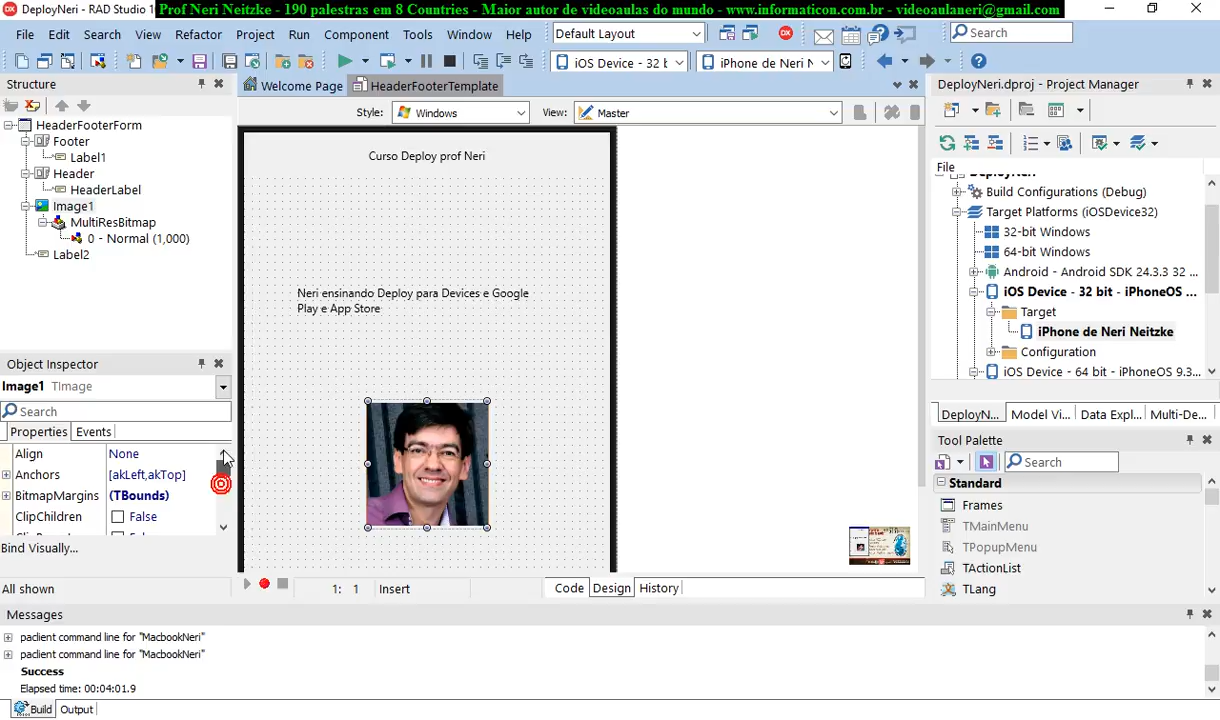 DeployNeri - RAD Studio 1
Prof Neri Neitzke - 190 palestras em 8 Countries - Maior autor de videoaulas do mundo - www.informaticon.com.br - videoaulaneri@gmail.com
File Edit Search View Refactor Project Run Component Tools Window Help
Default Layout
Search
iOS Device - 32 b
iPhone de Neri N
Structure
Welcome Page
HeaderFooterTemplate
DeployNeri.dproj - Project Manager
Style: Windows View: Master
HeaderFooterForm
Footer
Label1
Header
HeaderLabel
Image1
MultiResBitmap
0 - Normal (1,000)
Label2
Curso Deploy prof Neri
Neri ensinando Deploy para Devices e Google
Play e App Store
File
DeployNeri
Build Configurations (Debug)
Target Platforms (iOSDevice32)
32-bit Windows
64-bit Windows
Android - Android SDK 24.3.3 32 ...
iOS Device - 32 bit - iPhoneOS ...
Target
iPhone de Neri Neitzke
Configuration
iOS Device - 64 bit - iPhoneOS 9.3...
DeployN... Model Vi... Data Expl... Multi-De...
Object Inspector
Image1 TImage
Search
Properties Events
Align None
Anchors [akLeft,akTop]
BitmapMargins (TBounds)
ClipChildren False
Bind Visually...
All shown
1: 1 Insert
Code Design History
Tool Palette
Search
Standard
Frames
TMainMenu
TPopupMenu
TActionList
TLang
Messages
paclient command line for "MacbookNeri"
paclient command line for "MacbookNeri"
Success
Elapsed time: 00:04:01.9
Build Output